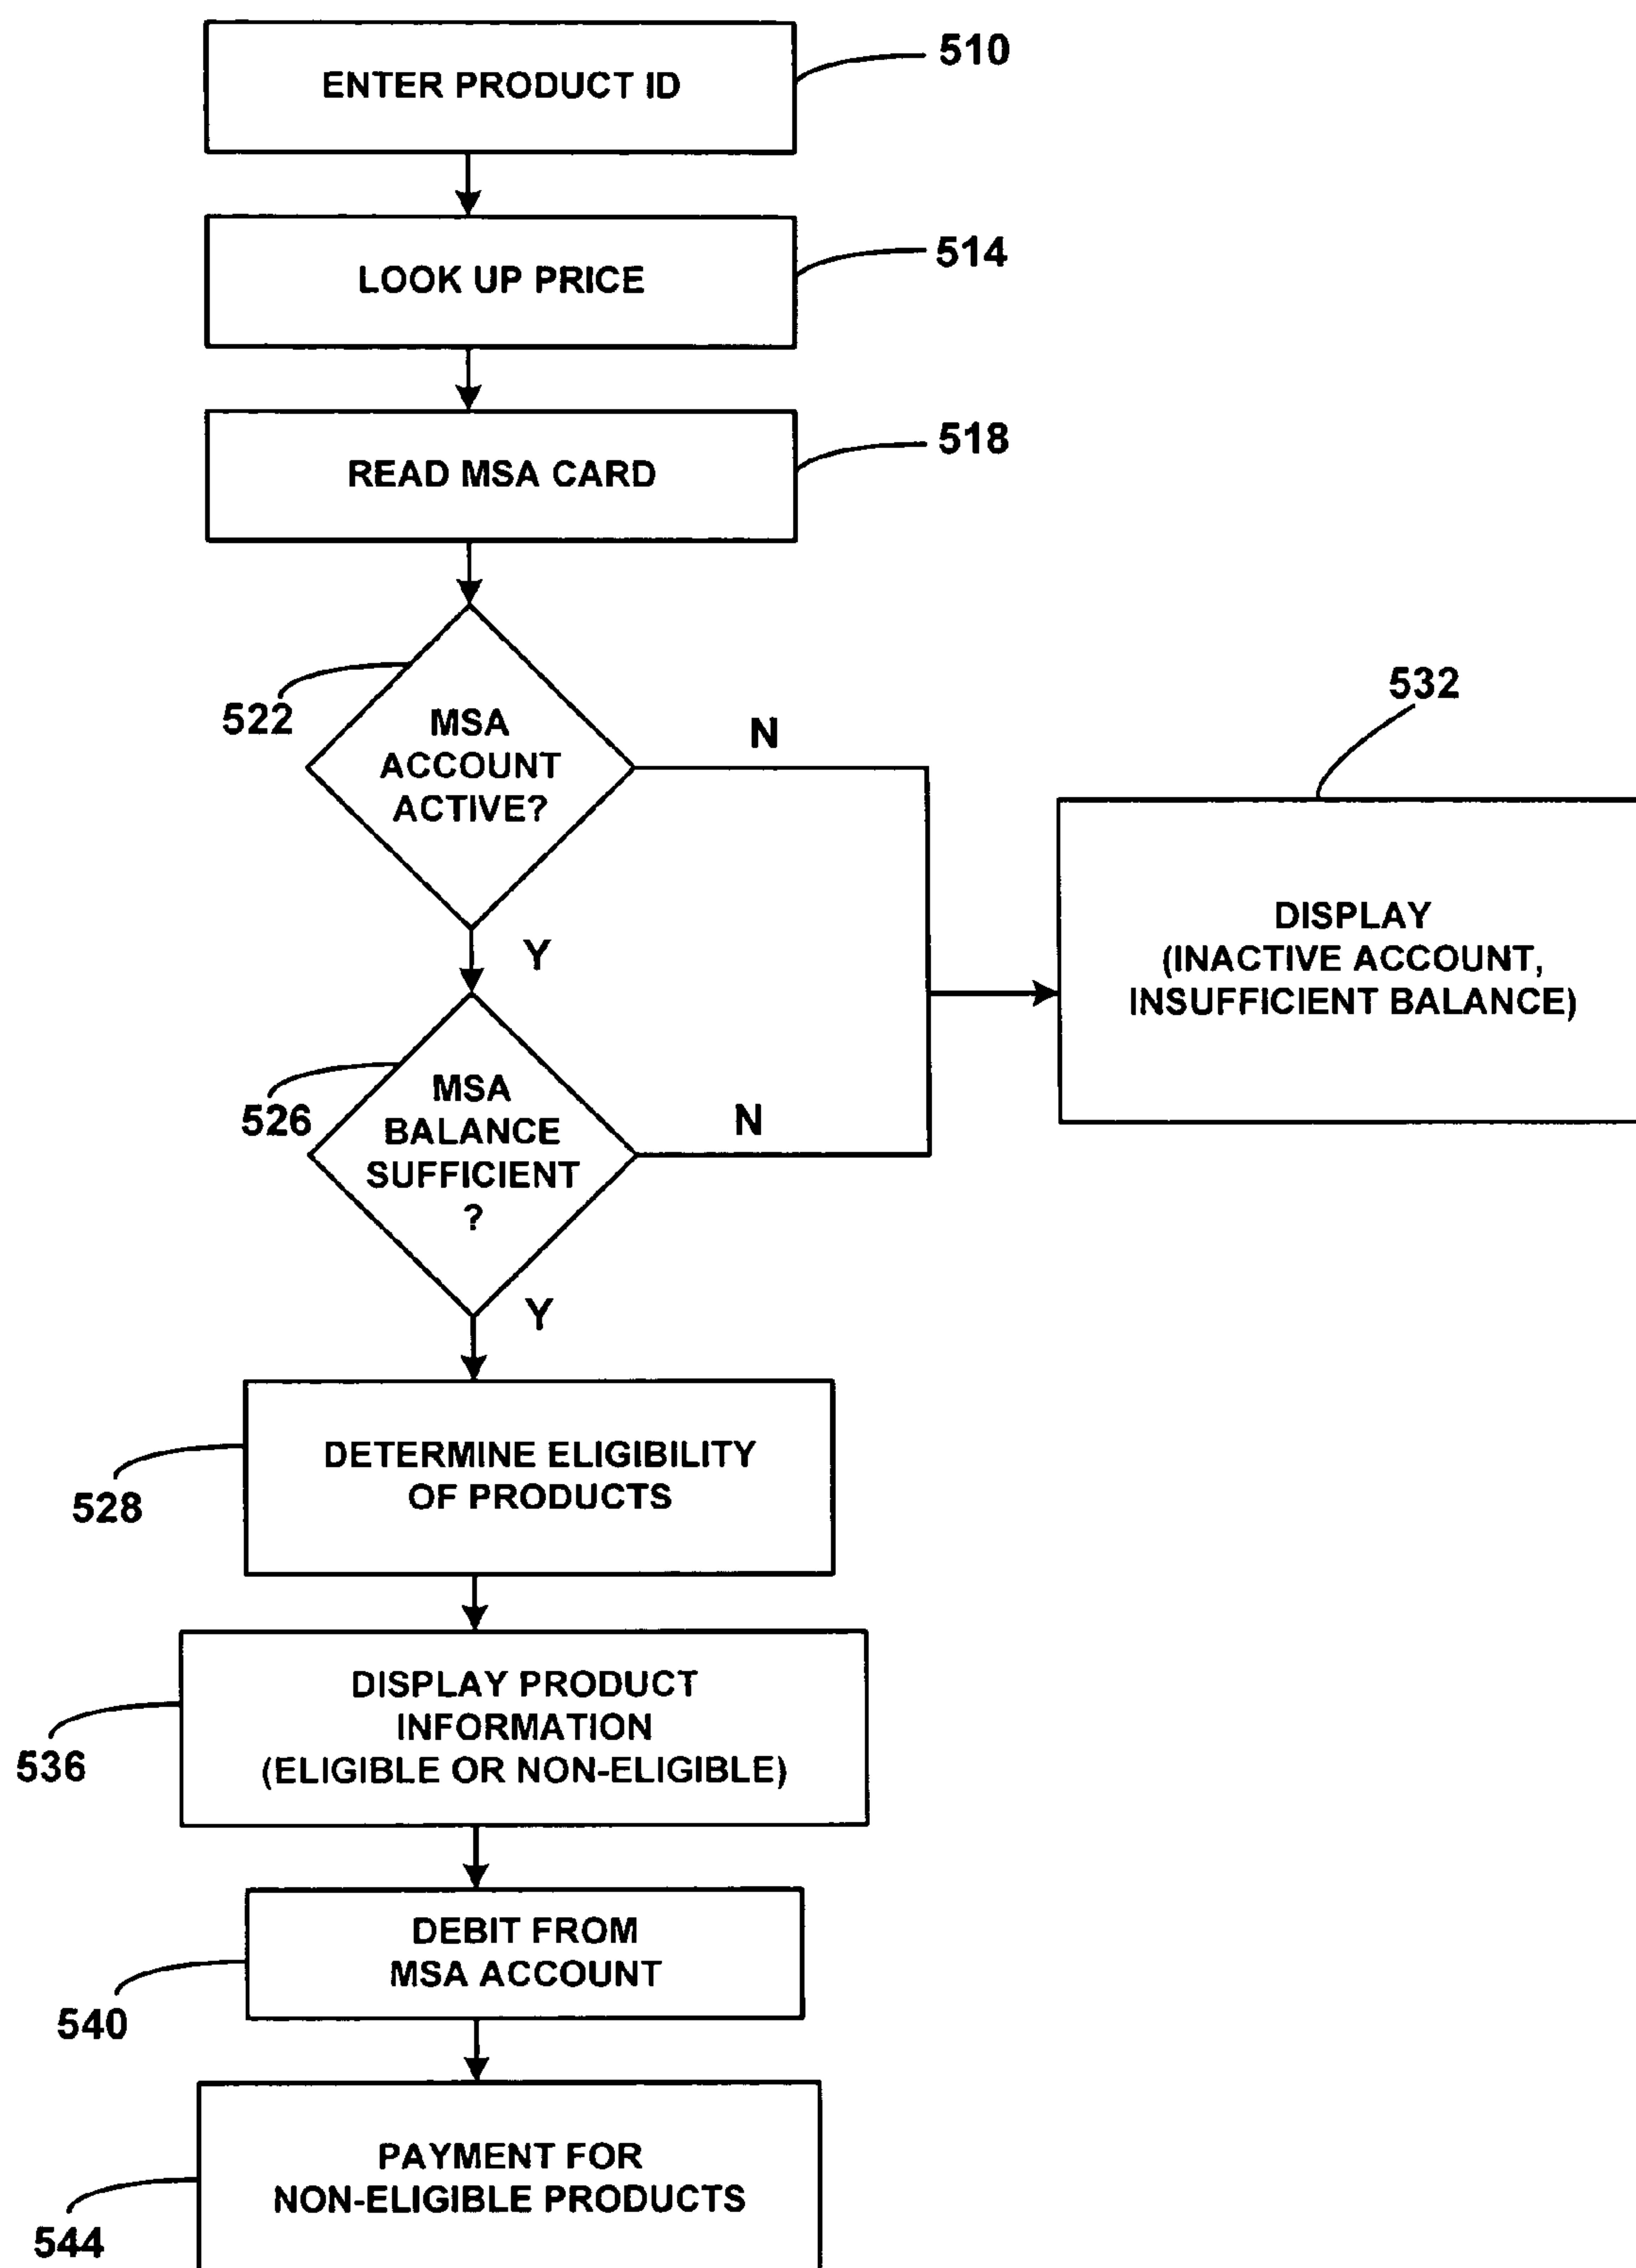 ENTER PRODUCT ID
510
LOOK UP PRICE
514
READ MSA CARD
518
522
MSA
ACCOUNT
ACTIVE?
N
Y
532
DISPLAY
(INACTIVE ACCOUNT,
INSUFFICIENT BALANCE)
526
MSA
BALANCE
SUFFICIENT
?
N
Y
DETERMINE ELIGIBILITY
OF PRODUCTS
528
DISPLAY PRODUCT
INFORMATION
(ELIGIBLE OR NON-ELIGIBLE)
536
DEBIT FROM
MSA ACCOUNT
540
PAYMENT FOR
NON-ELIGIBLE PRODUCTS
544